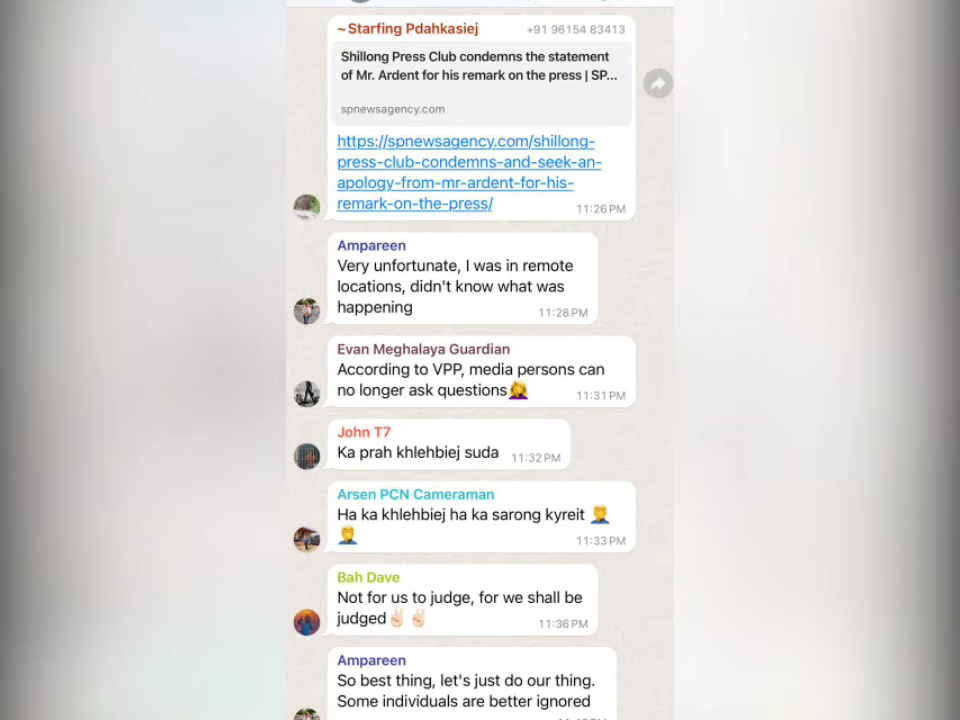 ~ Starfing Pdahkasiej +91 96154 83413
Shillong Press Club condemns the statement
of Mr. Ardent for his remark on the press | SP...
spnewsagency.com
https://spnewsagency.com/shillong-
press-club-condemns-and-seek-an-
apology-from-mr-ardent-for-his-
remark-on-the-press/
11:26 PM
Ampareen
Very unfortunate, I was in remote
locations, didn't know what was
happening
11:28 PM
Evan Meghalaya Guardian
According to VPP, media persons can
no longer ask questions🤦‍♀️
11:31 PM
John T7
Ka prah khlehbiej suda 11:32 PM
Arsen PCN Cameraman
Ha ka khlehbiej ha ka sarong kyreit 🤦‍♂️
🤦‍♂️
11:33 PM
Bah Dave
Not for us to judge, for we shall be
judged✌🏻✌🏻
11:36 PM
Ampareen
So best thing, let's just do our thing.
Some individuals are better ignored